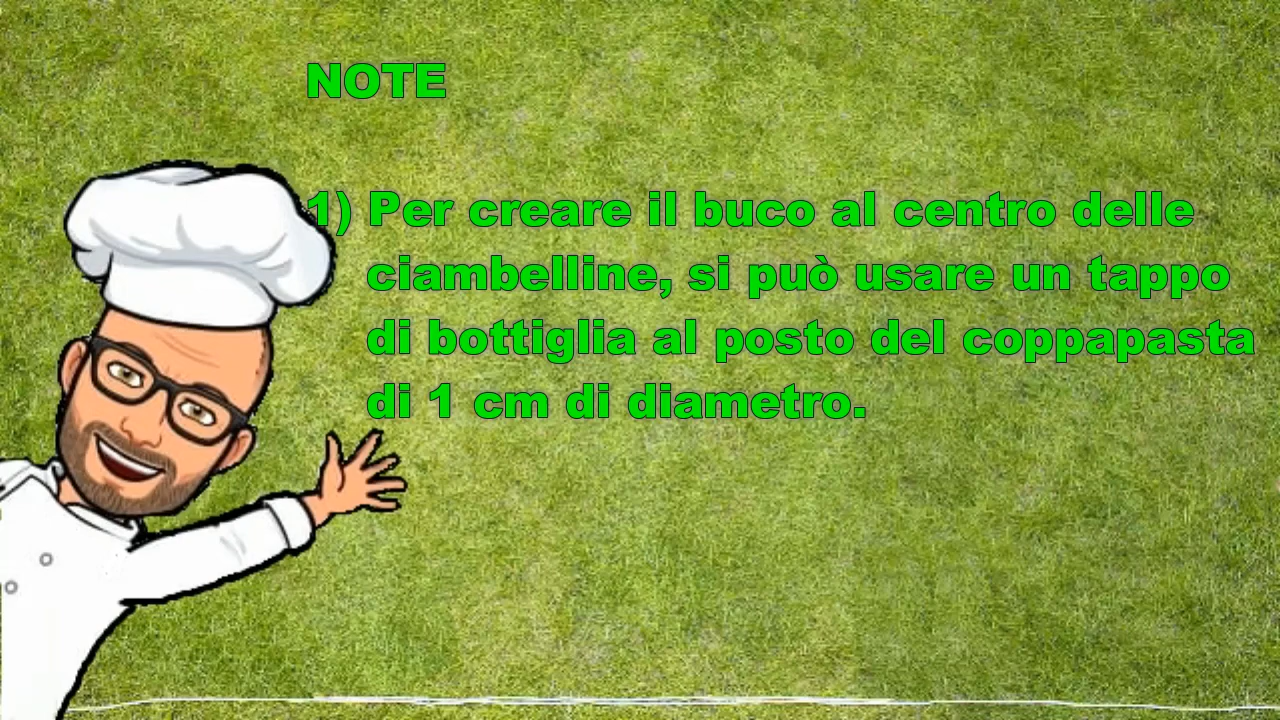 NOTE
1) Per creare il buco al centro delle
ciambelline, si può usare un tappo
di bottiglia al posto del coppapasta
di 1 cm di diametro.